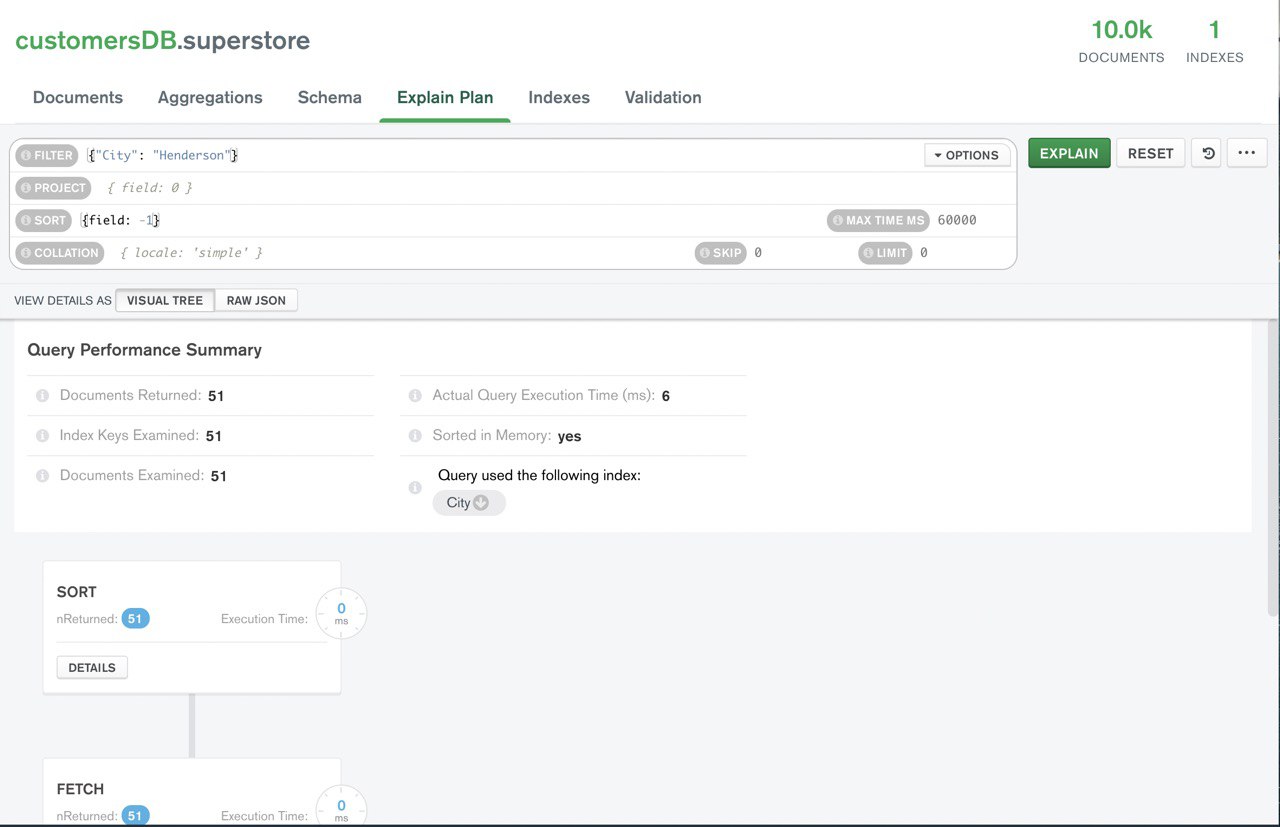 customersDB.superstore
10.0k 1
DOCUMENTS INDEXES
Documents Aggregations Schema Explain Plan Indexes Validation
FILTER {"City": "Henderson"} OPTIONS EXPLAIN RESET
PROJECT { field: 0 }
SORT {field: -1} MAX TIME MS 60000
COLLATION { locale: 'simple' } SKIP 0 LIMIT 0
VIEW DETAILS AS VISUAL TREE RAW JSON
Query Performance Summary
Documents Returned: 51 Actual Query Execution Time (ms): 6
Index Keys Examined: 51 Sorted in Memory: yes
Documents Examined: 51 Query used the following index:
City
SORT
nReturned: 51 Execution Time: 0 ms
DETAILS
FETCH
nReturned: 51 Execution Time: 0 ms